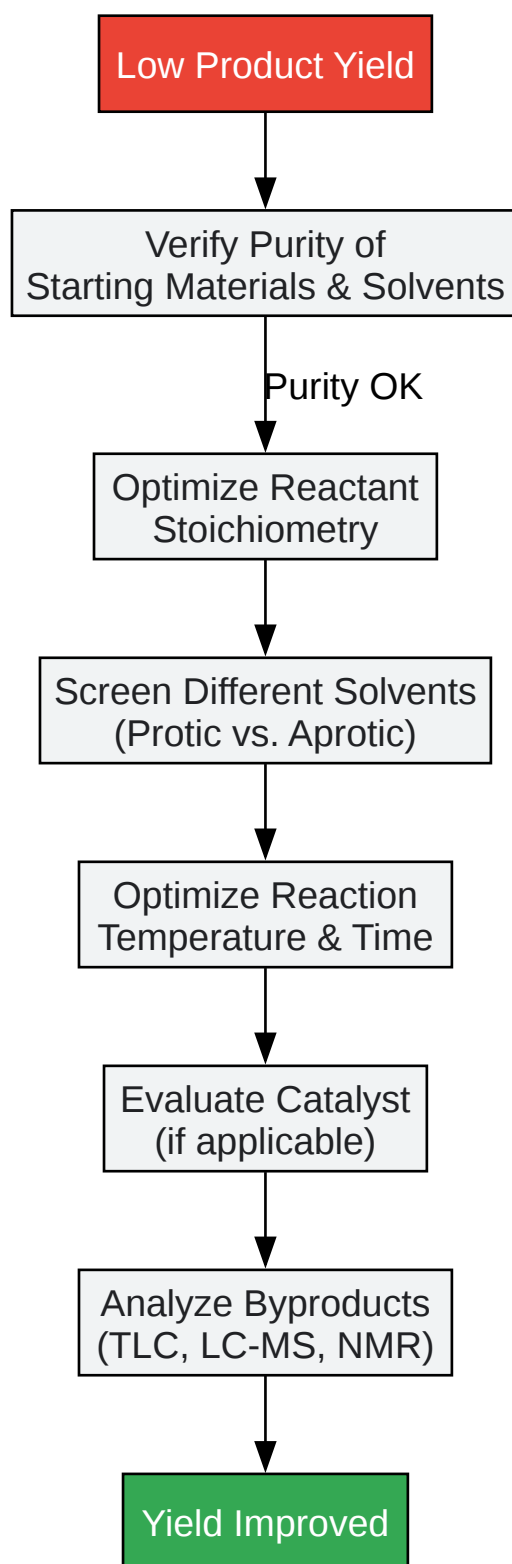 Low Product Yield
Verify Purity of
Starting Materials & Solvents
Purity OK
Optimize Reactant
Stoichiometry
Screen Different Solvents
(Protic vs. Aprotic)
Optimize Reaction
Temperature & Time
Evaluate Catalyst
(if applicable)
Analyze Byproducts
(TLC, LC-MS, NMR)
Yield Improved